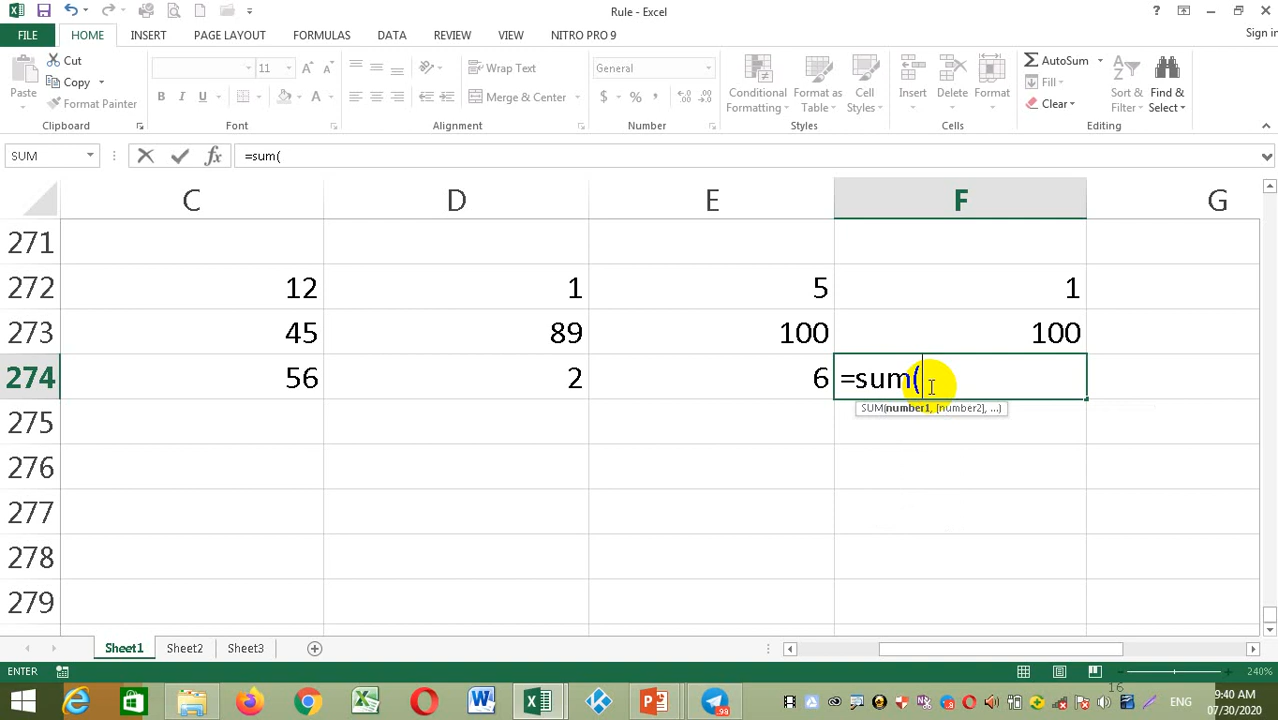 Rule - Excel
Sign in
FILE HOME INSERT PAGE LAYOUT FORMULAS DATA REVIEW VIEW NITRO PRO 9
Cut
Copy
Format Painter
Paste
Clipboard
11
Font
Wrap Text
Merge & Center
Alignment
General
Number
Conditional Formatting
Format as Table
Cell Styles
Styles
Insert Delete Format
Cells
AutoSum
Fill
Clear
Sort & Filter
Find & Select
Editing
SUM
=sum(
C D E F G
271
272 12 1 5 1
273 45 89 100 100
274 56 2 6 =sum(
SUM(number1, [number2], ...)
275
276
277
278
279
Sheet1 Sheet2 Sheet3
ENTER
240%
16
98
ENG
9:40 AM
07/30/2020